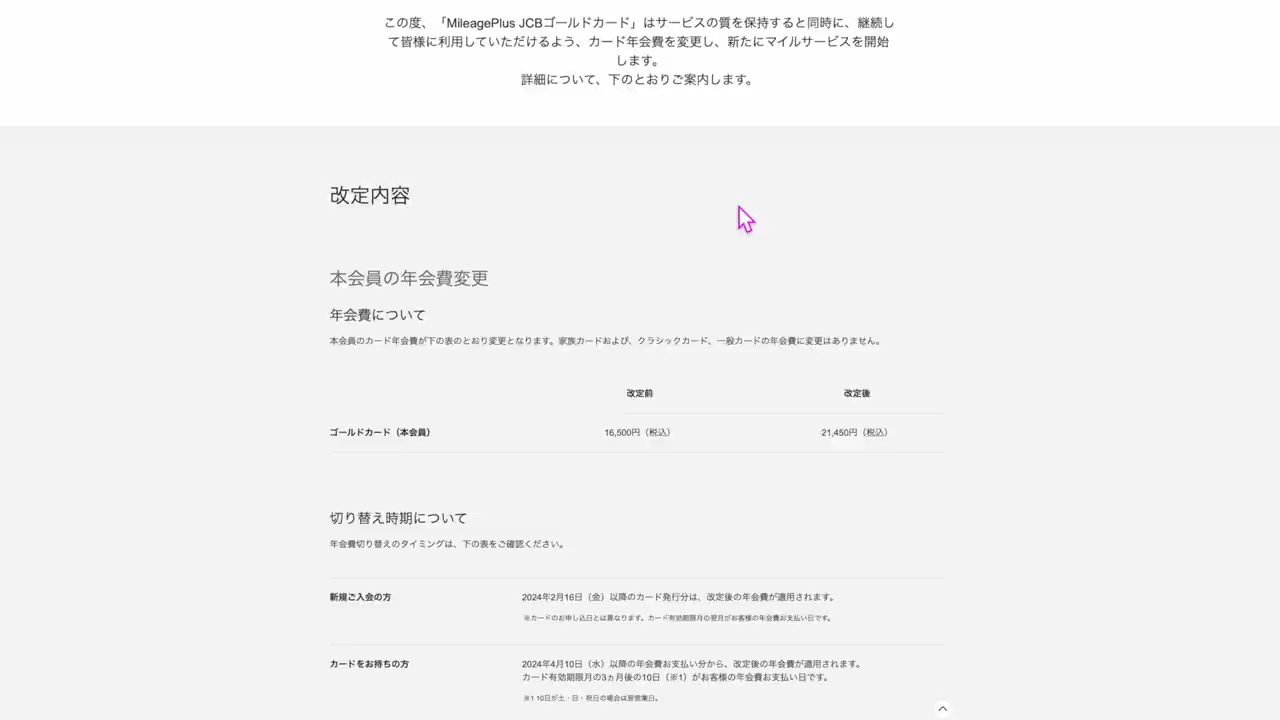 この度、「MileagePlus JCBゴールドカード」はサービスの質を保持すると同時に、継続し
て皆様に利用していただけるよう、カード年会費を変更し、新たにマイルサービスを開始
します。
詳細について、下のとおりご案内します。
改定内容
本会員の年会費変更
年会費について
本会員のカード年会費が下の表のとおり変更となります。家族カードおよび、クラシックカード、一般カードの年会費に変更はありません。
改定前 改定後
ゴールドカード（本会員） 16,500円（税込） 21,450円（税込）
切り替え時期について
年会費切り替えのタイミングは、下の表をご確認ください。
新規ご入会の方 2024年2月16日（金）以降のカード発行分は、改定後の年会費が適用されます。
※カードのお申し込日とは異なります。カード有効期限月の翌月がお客様の年会費お支払い日です。
カードをお持ちの方 2024年4月10日（水）以降の年会費お支払い分から、改定後の年会費が適用されます。
カード有効期限月の3ヵ月後の10日（※1）がお客様の年会費お支払い日です。
※1 10日が土・日・祝日の場合は翌営業日。